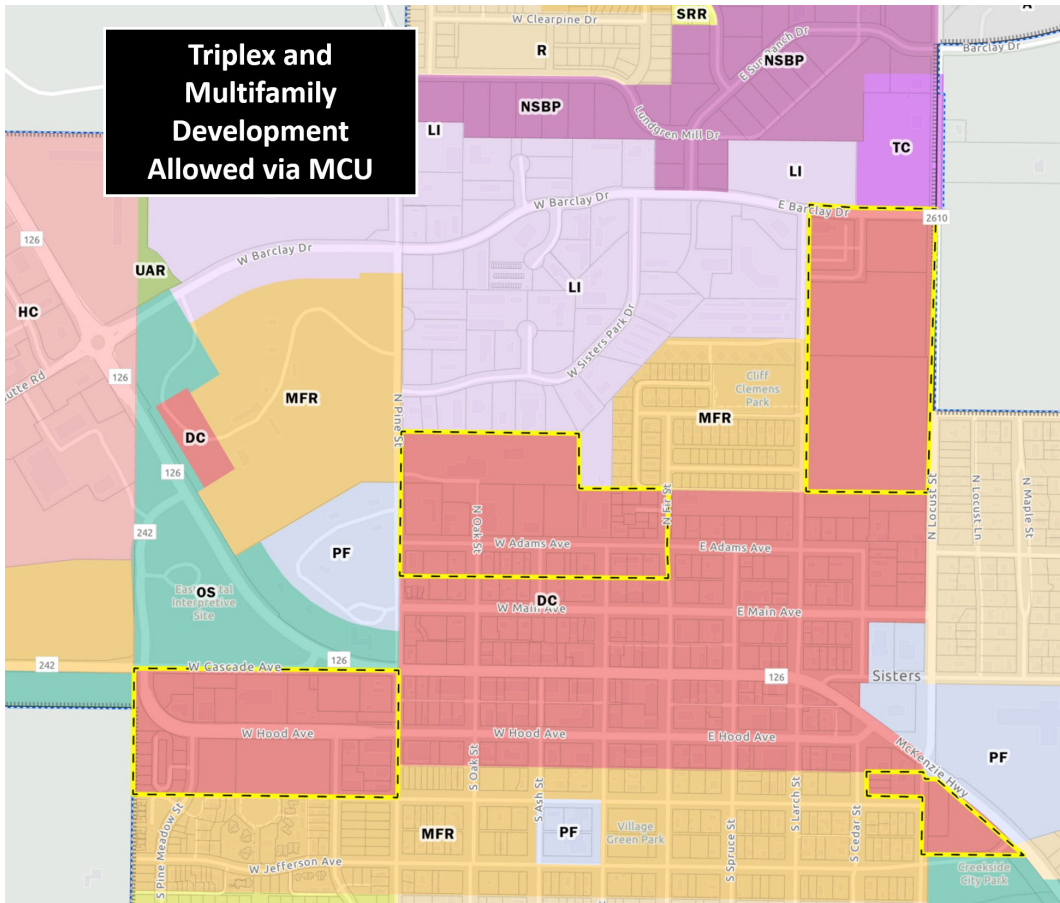 W Clearpine Dr
SRR
A
Triplex and
Multifamily
Development
Allowed via MCU
R
E Sun Ranch Dr
NSBP
Barclay Dr
NSBP
Lundgren Mill Dr
LI
TC
LI
W Barclay Dr
E Barclay Dr
2610
126
W Barclay Dr
UAR
LI
HC
W Sisters Park Dr
126
Butte Rd
MFR
Cliff
Clemens
Park
N Pine St
MFR
DC
126
N Fir St
N Locust St
N Locust Ln
N Maple St
N Oak St
242
PF
W Adams Ave
E Adams Ave
OS
Interpretive
Site
DC
W Main Ave
E Main Ave
242
W Cascade Ave
126
126
Sisters
W Hood Ave
W Hood Ave
E Hood Ave
McKenzie Hwy
PF
S Oak St
S Ash St
S Larch St
S Pine Meadow St
MFR
PF
Village
Green Park
S Spruce St
S Cedar St
W Jefferson Ave
Creekside
City Park